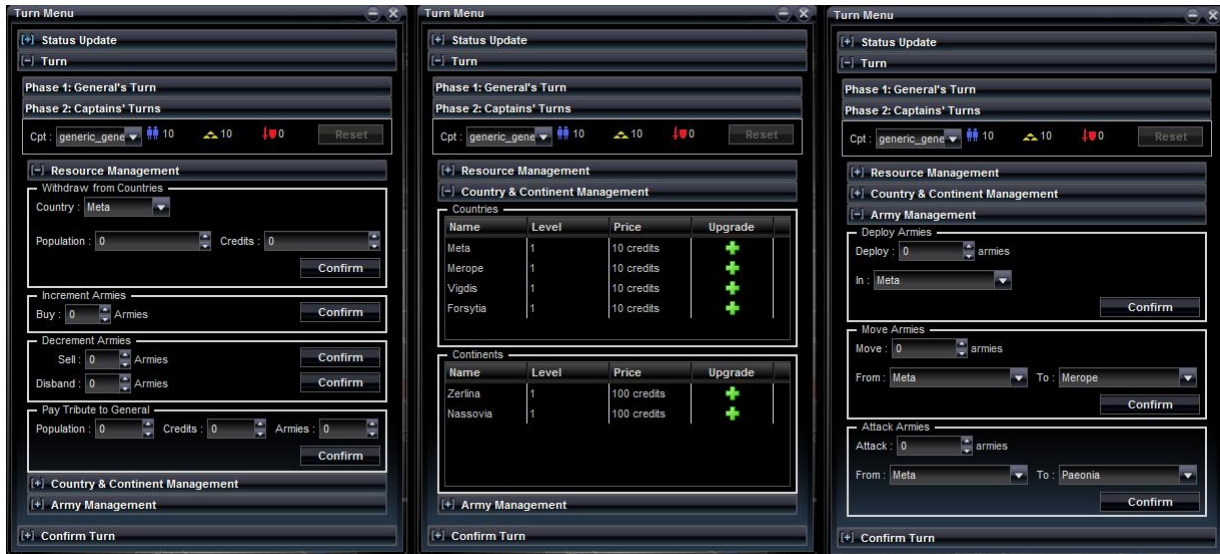 Turn Menu
[+] Status Update
[−] Turn
Phase 1: General's Turn
Phase 2: Captains' Turns
Cpt : generic_gene 10 10 0 Reset
[−] Resource Management
Withdraw from Countries
Country : Meta
Population : 0 Credits : 0
Confirm
Increment Armies
Buy : 0 Armies Confirm
Decrement Armies
Sell : 0 Armies Confirm
Disband : 0 Armies Confirm
Pay Tribute to General
Population : 0 Credits : 0 Armies : 0
Confirm
[+] Country & Continent Management
[+] Army Management
[+] Confirm Turn
Turn Menu
[+] Status Update
[−] Turn
Phase 1: General's Turn
Phase 2: Captains' Turns
Cpt : generic_gene 10 10 0 Reset
[+] Resource Management
[−] Country & Continent Management
Countries
Name Level Price Upgrade
Meta 1 10 credits
Merope 1 10 credits
Vigdis 1 10 credits
Forsytia 1 10 credits
Continents
Name Level Price Upgrade
Zerlina 1 100 credits
Nassovia 1 100 credits
[+] Army Management
[+] Confirm Turn
Turn Menu
[+] Status Update
[−] Turn
Phase 1: General's Turn
Phase 2: Captains' Turns
Cpt : generic_gene 10 10 0 Reset
[+] Resource Management
[+] Country & Continent Management
[−] Army Management
Deploy Armies
Deploy : 0 armies
In : Meta
Confirm
Move Armies
Move : 0 armies
From : Meta To : Merope
Confirm
Attack Armies
Attack : 0 armies
From : Meta To : Paeonia
Confirm
[+] Confirm Turn